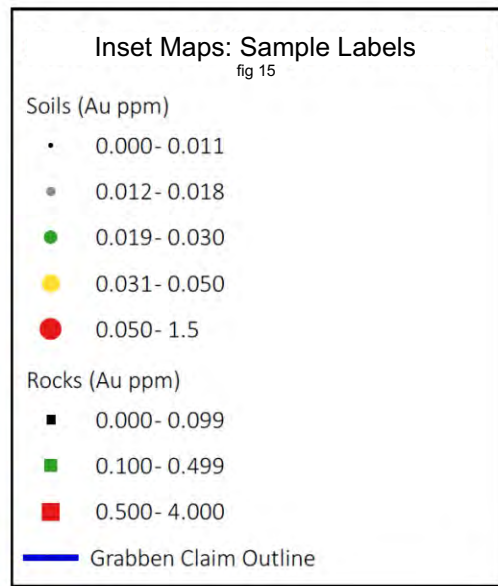 Inset Maps: Sample Labels
fig 15
Soils (Au ppm)
0.000- 0.011
0.012- 0.018
0.019- 0.030
0.031- 0.050
0.050- 1.5
Rocks (Au ppm)
0.000- 0.099
0.100- 0.499
0.500- 4.000
Grabben Claim Outline